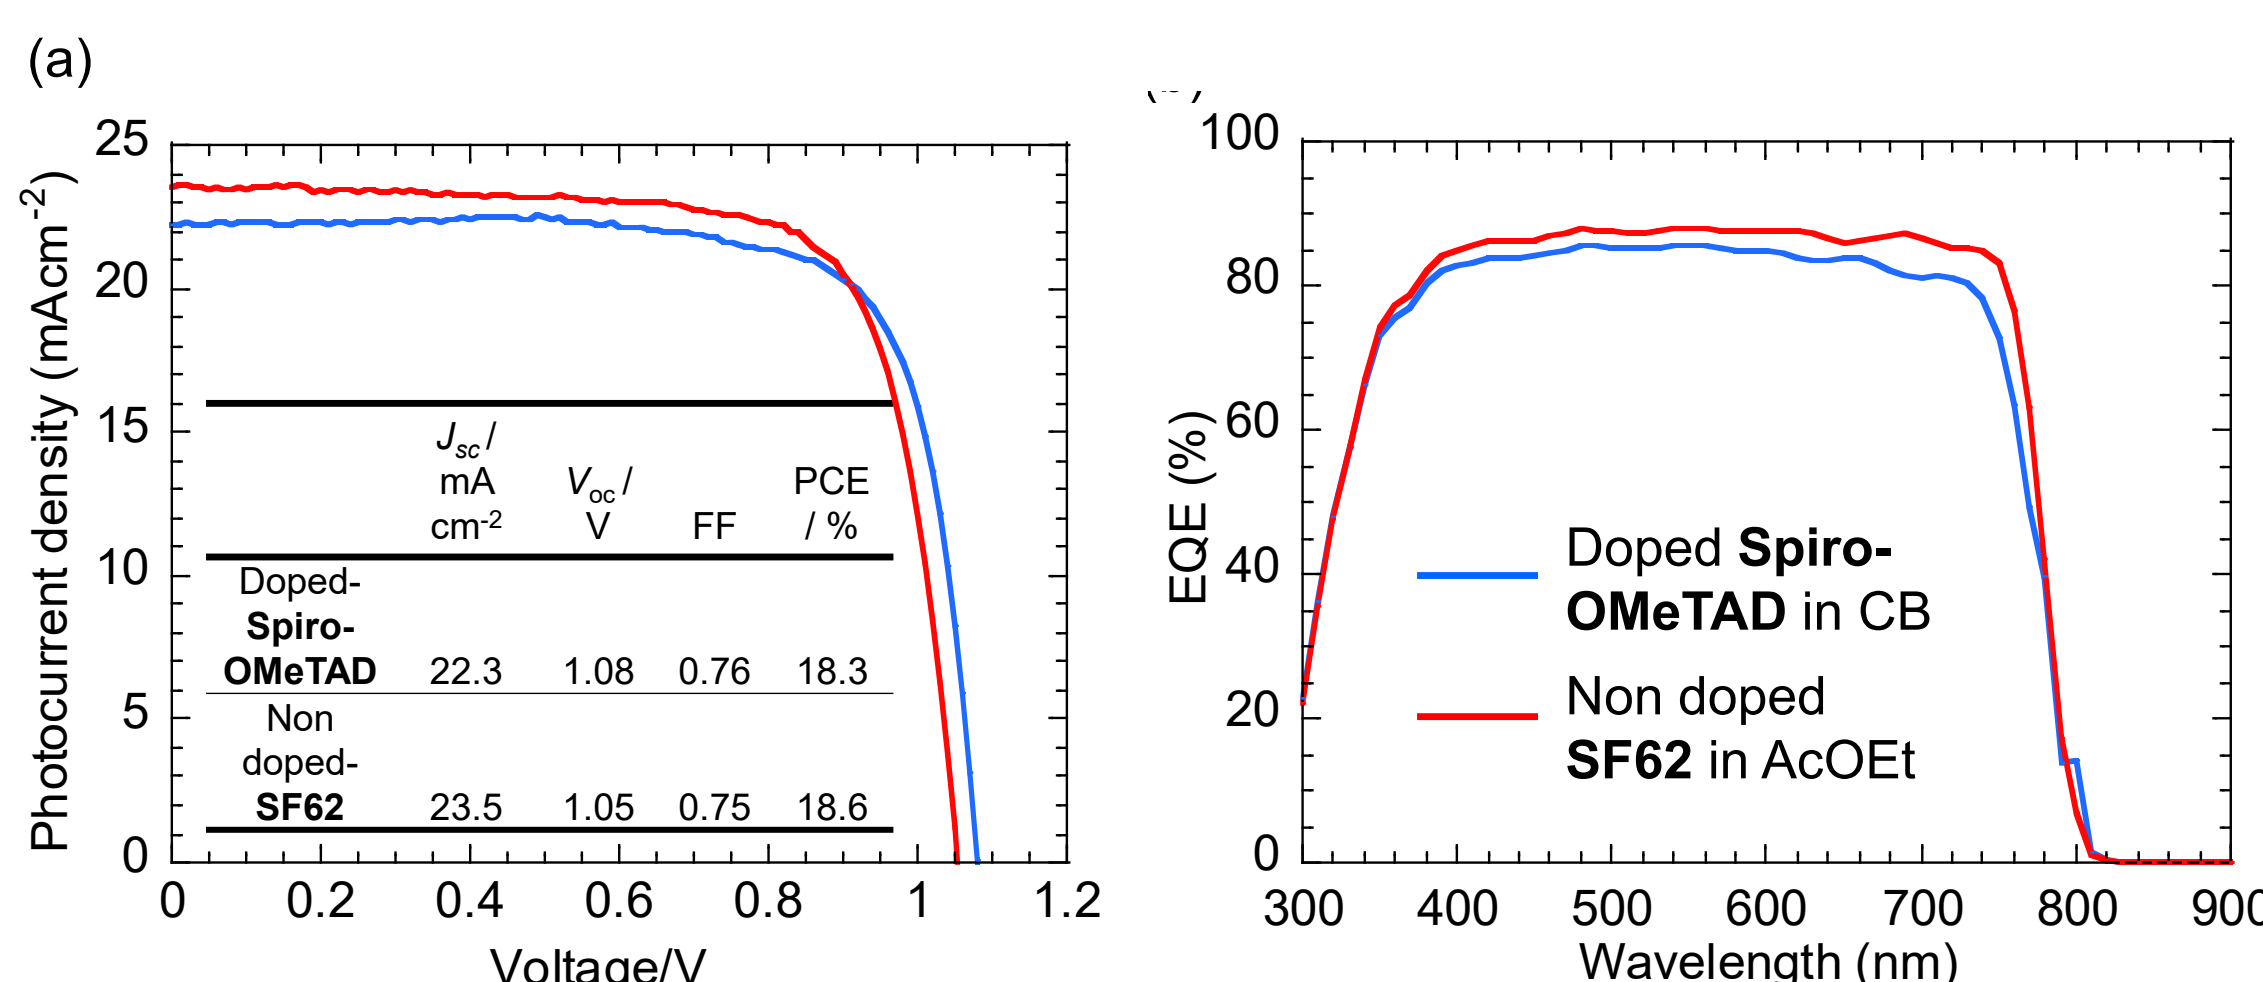 (a)
25
20
15
10
5
0
Photocurrent density (mAcm-2)
Jsc /
mA
cm-2
Voc /
V
FF
PCE
/ %
Doped-
Spiro-
OMeTAD 22.3 1.08 0.76 18.3
Non
doped-
SF62 23.5 1.05 0.75 18.6
0 0.2 0.4 0.6 0.8 1 1.2
Voltage/V
100
80
60
40
20
0
EQE (%)
Doped Spiro-
OMeTAD in CB
Non doped
SF62 in AcOEt
300 400 500 600 700 800 900
Wavelength (nm)